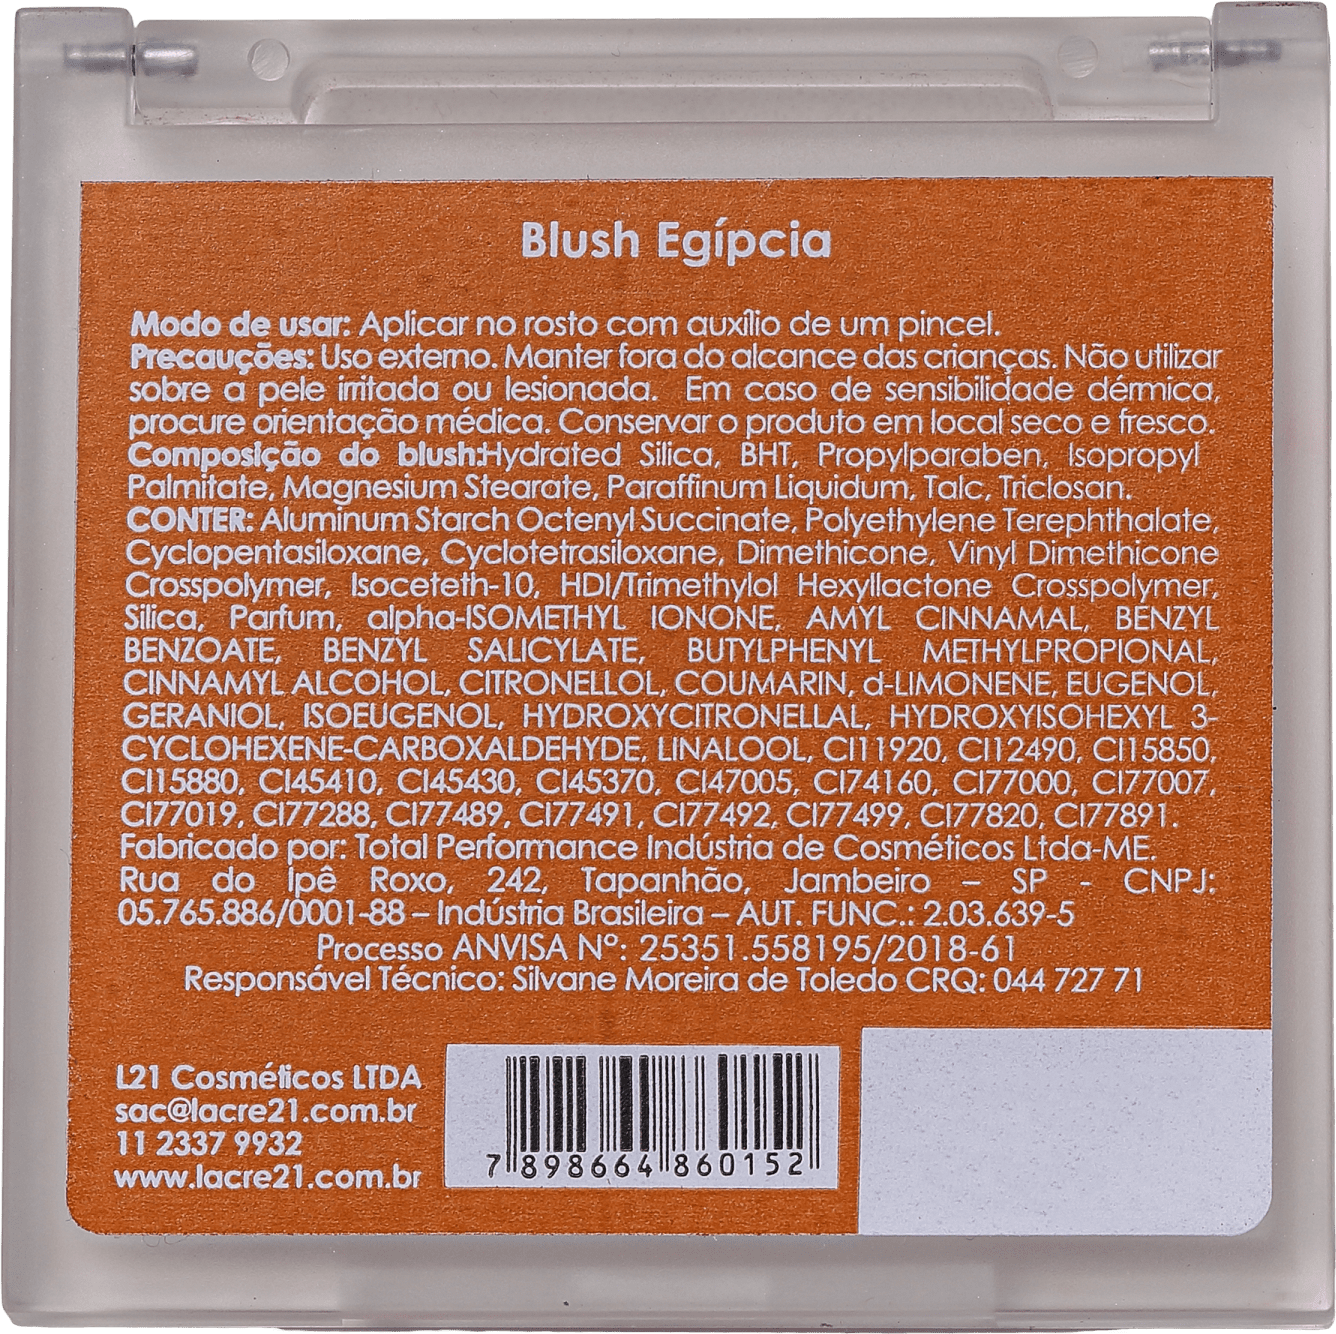 Blush Egípcia
Modo de usar: Aplicar no rosto com auxílio de um pincel.
Precauções: Uso externo. Manter fora do alcance das crianças. Não utilizar
sobre a pele irritada ou lesionada. Em caso de sensibilidade dérmica,
procure orientação médica. Conservar o produto em local seco e fresco.
Composição do blush:Hydrated Silica, BHT, Propylparaben, Isopropyl
Palmitate, Magnesium Stearate, Paraffinum Liquidum, Talc, Triclosan.
CONTER: Aluminum Starch Octenyl Succinate, Polyethylene Terephthalate,
Cyclopentasiloxane, Cyclotetrasiloxane, Dimethicone, Vinyl Dimethicone
Crosspolymer, Isoceteth-10, HDI/Trimethylol Hexyllactone Crosspolymer,
Silica, Parfum, alpha-ISOMETHYL IONONE, AMYL CINNAMAL, BENZYL
BENZOATE, BENZYL SALICYLATE, BUTYLPHENYL METHYLPROPIONAL,
CINNAMYL ALCOHOL, CITRONELLOL, COUMARIN, d-LIMONENE, EUGENOL,
GERANIOL, ISOEUGENOL, HYDROXYCITRONELLAL, HYDROXYISOHEXYL 3-
CYCLOHEXENE-CARBOXALDEHYDE, LINALOOL, CI11920, CI12490, CI15850,
CI15880, CI45410, CI45430, CI45370, CI47005, CI74160, CI77000, CI77007,
CI77019, CI77288, CI77489, CI77491, CI77492, CI77499, CI77820, CI77891.
Fabricado por: Total Performance Indústria de Cosméticos Ltda-ME.
Rua do Ipê Roxo, 242, Tapanhão, Jambeiro – SP - CNPJ:
05.765.886/0001-88 – Indústria Brasileira – AUT. FUNC.: 2.03.639-5
Processo ANVISA Nº: 25351.558195/2018-61
Responsável Técnico: Silvane Moreira de Toledo CRQ: 044 727 71
L21 Cosméticos LTDA
sac@lacre21.com.br
11 2337 9932
www.lacre21.com.br
7 898664 860152